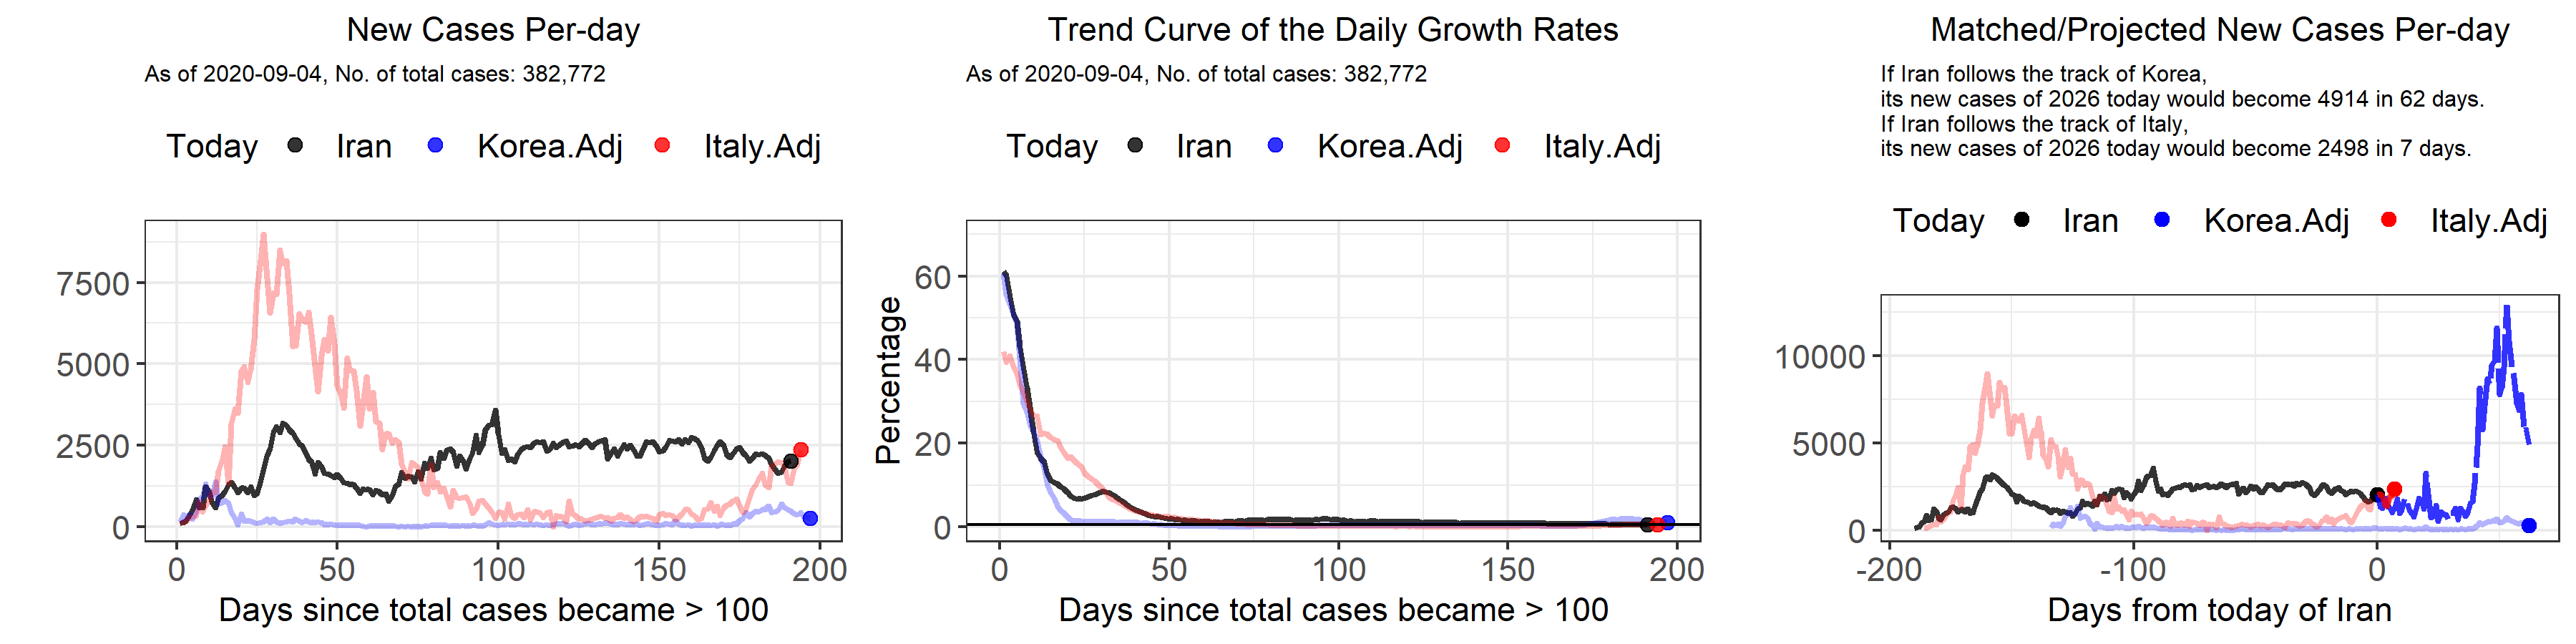 New Cases Per-day
As of 2020-09-04, No. of total cases: 382,772
Today Iran Korea.Adj Italy.Adj
7500
5000
2500
0
0 50 100 150 200
Days since total cases became > 100
Trend Curve of the Daily Growth Rates
As of 2020-09-04, No. of total cases: 382,772
Today Iran Korea.Adj Italy.Adj
Percentage
60
40
20
0
0 50 100 150 200
Days since total cases became > 100
Matched/Projected New Cases Per-day
If Iran follows the track of Korea,
its new cases of 2026 today would become 4914 in 62 days.
If Iran follows the track of Italy,
its new cases of 2026 today would become 2498 in 7 days.
Today Iran Korea.Adj Italy.Adj
10000
5000
0
-200 -100 0
Days from today of Iran